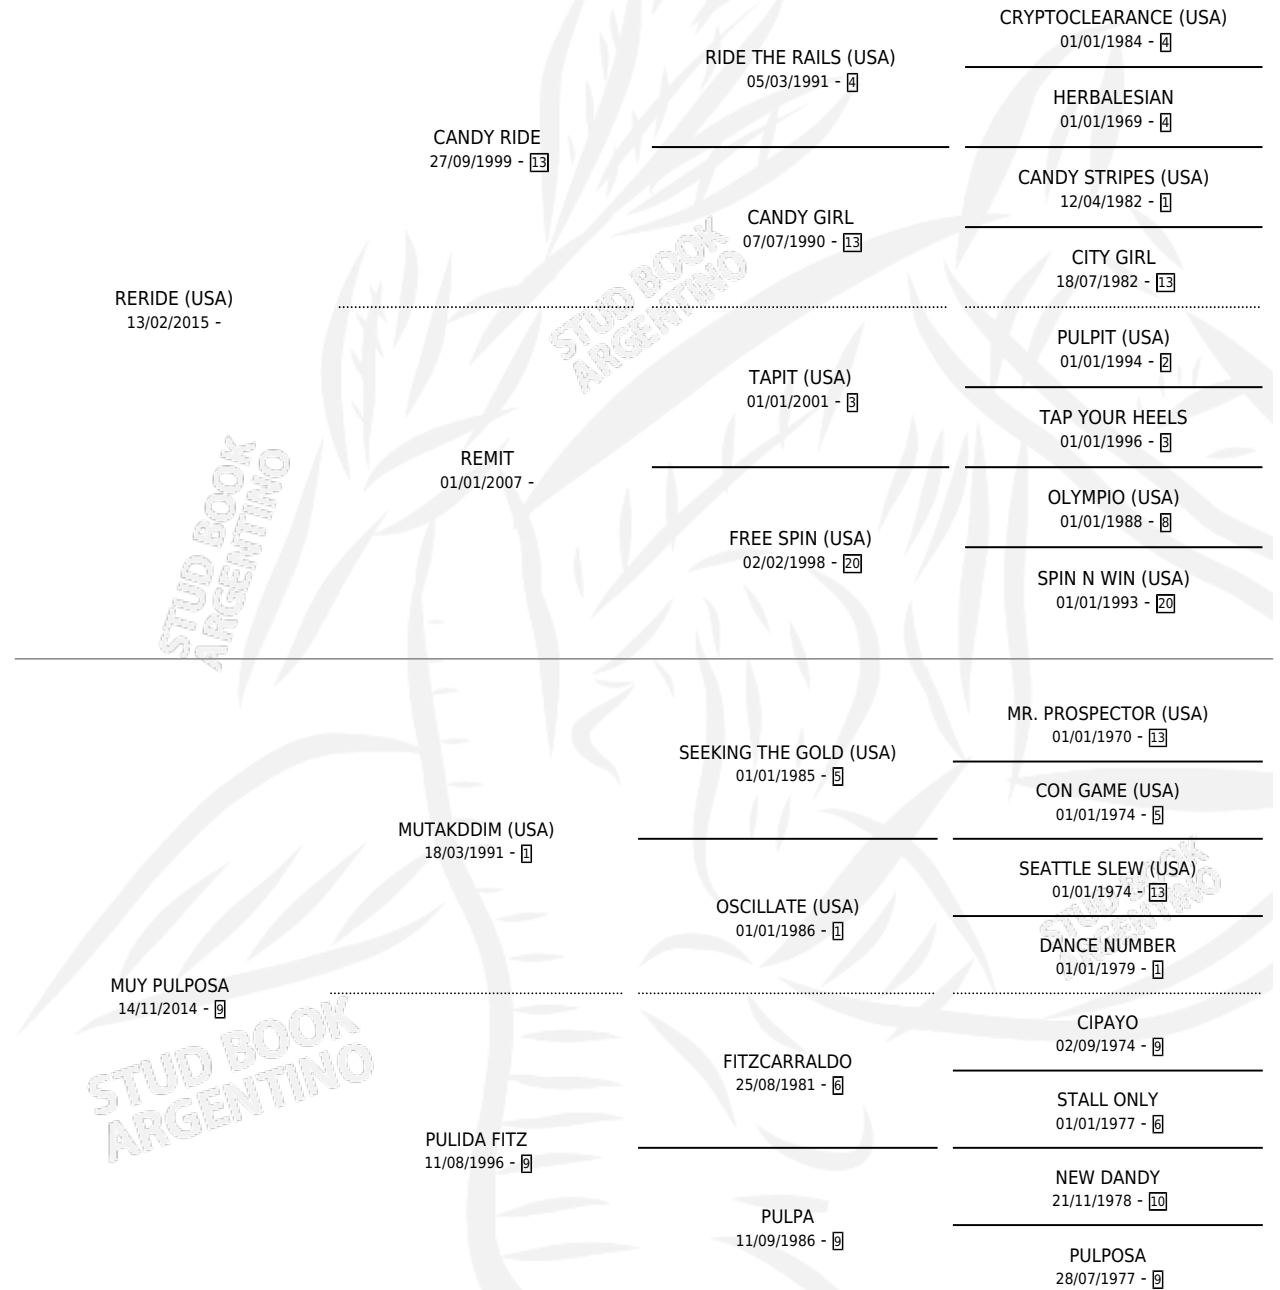 CRYPTOCLEARANCE (USA)
01/01/1984 - 4
RIDE THE RAILS (USA)
05/03/1991 - 4
HERBALESIAN
01/01/1969 - 4
CANDY RIDE
27/09/1999 - 13
CANDY STRIPES (USA)
12/04/1982 - 1
CANDY GIRL
07/07/1990 - 13
CITY GIRL
18/07/1982 - 13
RERIDE (USA)
13/02/2015 -
PULPIT (USA)
01/01/1994 - 2
TAPIT (USA)
01/01/2001 - 3
TAP YOUR HEELS
01/01/1996 - 3
REMIT
01/01/2007 -
OLYMPIO (USA)
01/01/1988 - 8
FREE SPIN (USA)
02/02/1998 - 20
SPIN N WIN (USA)
01/01/1993 - 20
STUD BOOK
ARGENTINO
STUD BOOK
ARGENTINO
MR. PROSPECTOR (USA)
01/01/1970 - 13
SEEKING THE GOLD (USA)
01/01/1985 - 5
CON GAME (USA)
01/01/1974 - 5
MUTAKDDIM (USA)
18/03/1991 - 1
SEATTLE SLEW (USA)
01/01/1974 - 13
OSCILLATE (USA)
01/01/1986 - 1
DANCE NUMBER
01/01/1979 - 1
STUD BOOK
ARGENTINO
MUY PULPOSA
14/11/2014 - 9
CIPAYO
02/09/1974 - 9
FITZCARRALDO
25/08/1981 - 6
STALL ONLY
01/01/1977 - 6
STUD BOOK
ARGENTINO
PULIDA FITZ
11/08/1996 - 9
NEW DANDY
21/11/1978 - 10
PULPA
11/09/1986 - 9
PULPOSA
28/07/1977 - 9